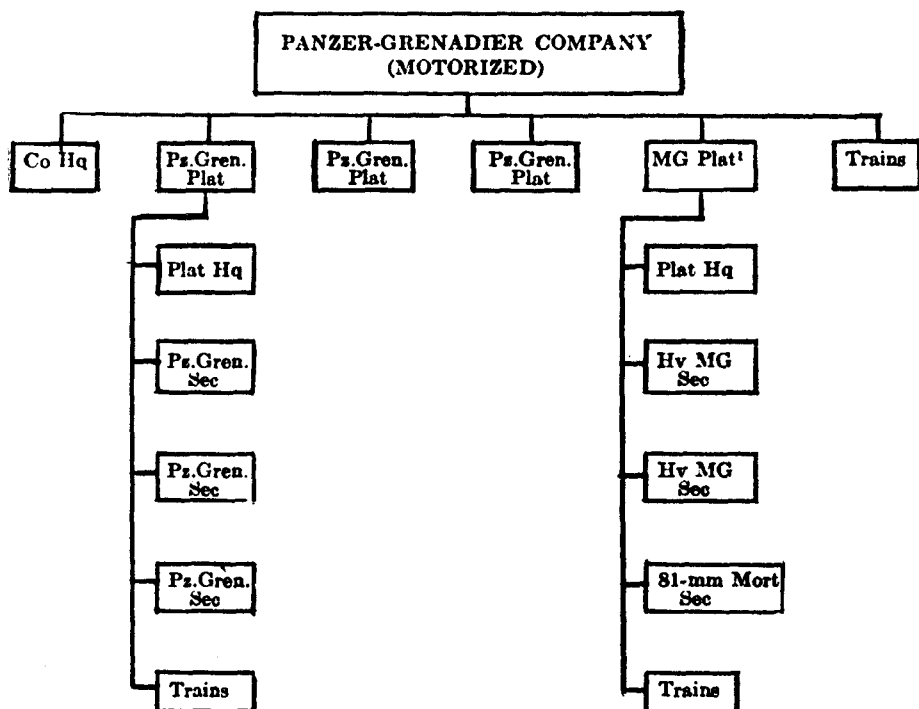 PANZER-GRENADIER COMPANY
(MOTORIZED)
Co Hq
Pz.Gren.
Plat
Pz.Gren.
Plat
Pz.Gren.
Plat
MG Plat¹
Trains
Plat Hq
Pz.Gren.
Sec
Pz.Gren.
Sec
Pz.Gren.
Sec
Trains
Plat Hq
Hv MG
Sec
Hv MG
Sec
81-mm Mort
Sec
Trains